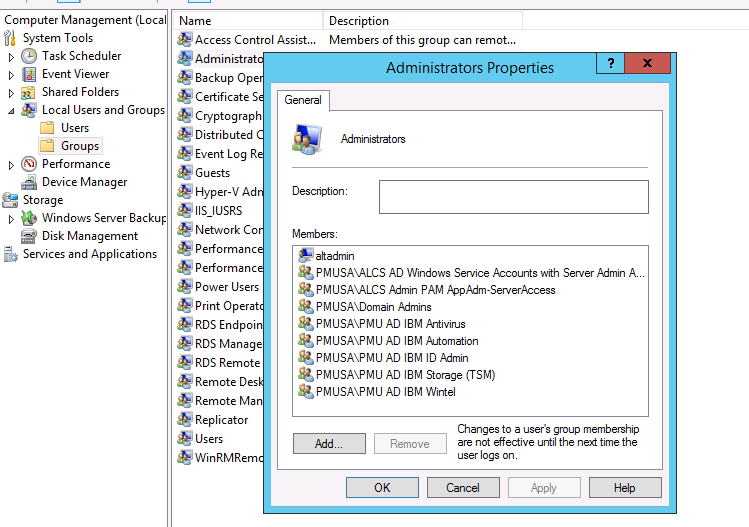 Computer Management (Local
System Tools
Task Scheduler
Event Viewer
Shared Folders
Local Users and Groups
Users
Groups
Performance
Device Manager
Storage
Windows Server Backup
Disk Management
Services and Applications
Name Description
Access Control Assist... Members of this group can remot...
Administrato
Backup Oper
Certificate Se
Cryptograph
Distributed C
Event Log Re
Guests
Hyper-V Adm
IIS_IUSRS
Network Con
Performance
Performance
Power Users
Print Operato
RDS Endpoin
RDS Manage
RDS Remote
Remote Desk
Remote Man
Replicator
Users
WinRMRemo
Administrators Properties
? x
General
Administrators
Description:
Members:
altadmin
PMUSA\ALCS AD Windows Service Accounts with Server Admin A...
PMUSA\ALCS Admin PAM AppAdm-ServerAccess
PMUSA\Domain Admins
PMUSA\PMU AD IBM Antivirus
PMUSA\PMU AD IBM Automation
PMUSA\PMU AD IBM ID Admin
PMUSA\PMU AD IBM Storage (TSM)
PMUSA\PMU AD IBM Wintel
Add... Remove
Changes to a user's group membership
are not effective until the next time the
user logs on.
OK Cancel Apply Help